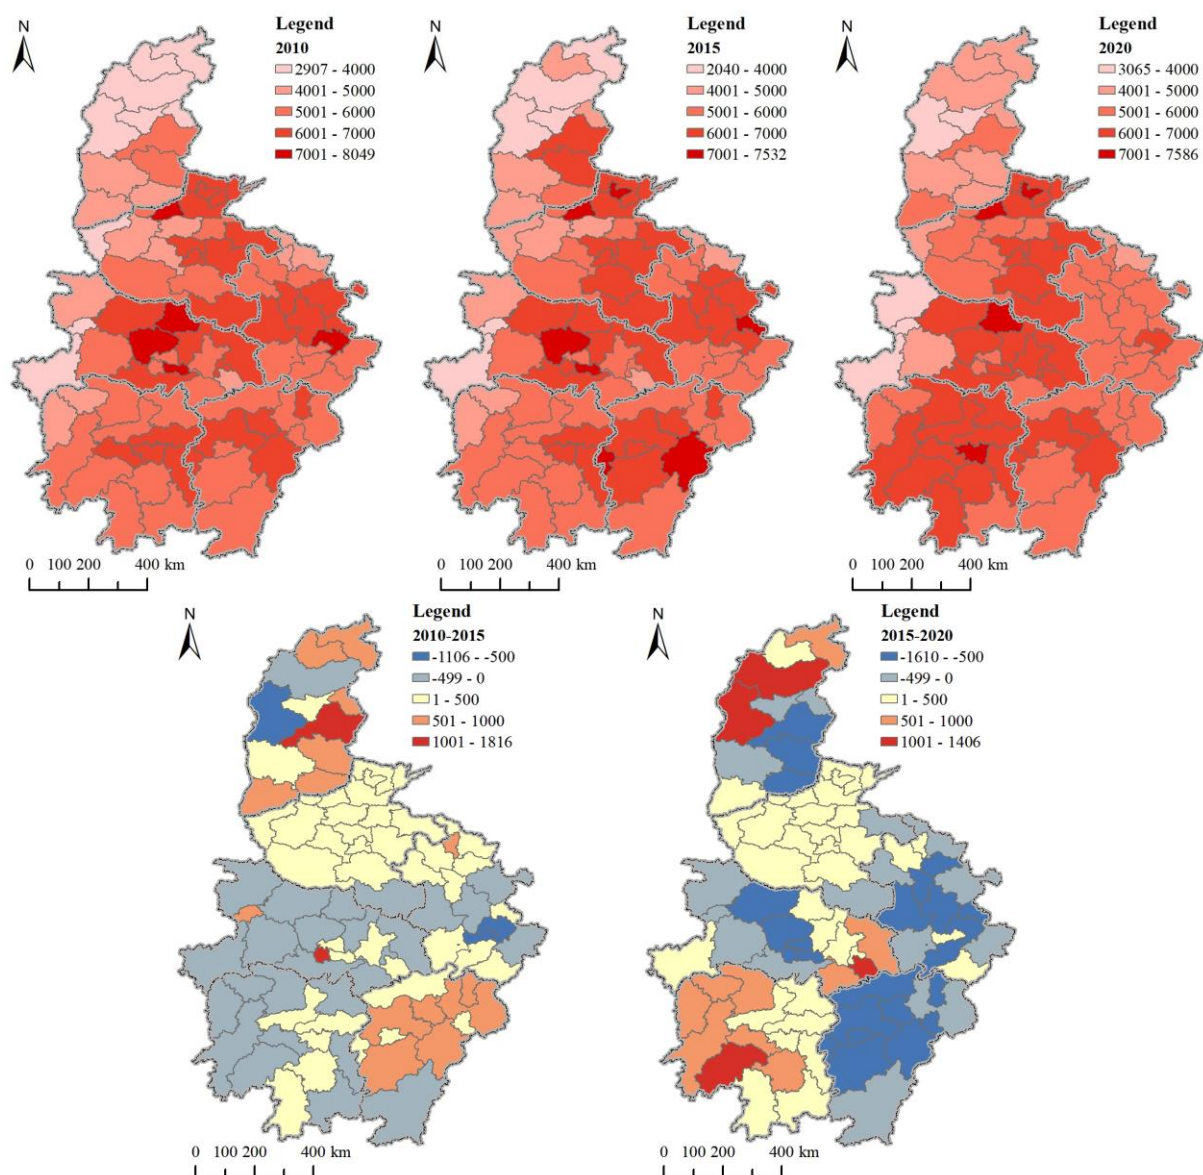 N
Legend
2010
2907 - 4000
4001 - 5000
5001 - 6000
6001 - 7000
7001 - 8049
0 100 200 400 km
N
Legend
2015
2040 - 4000
4001 - 5000
5001 - 6000
6001 - 7000
7001 - 7532
0 100 200 400 km
N
Legend
2020
3065 - 4000
4001 - 5000
5001 - 6000
6001 - 7000
7001 - 7586
0 100 200 400 km
N
Legend
2010-2015
-1106 - -500
-499 - 0
1 - 500
501 - 1000
1001 - 1816
0 100 200 400 km
N
Legend
2015-2020
-1610 - -500
-499 - 0
1 - 500
501 - 1000
1001 - 1406
0 100 200 400 km